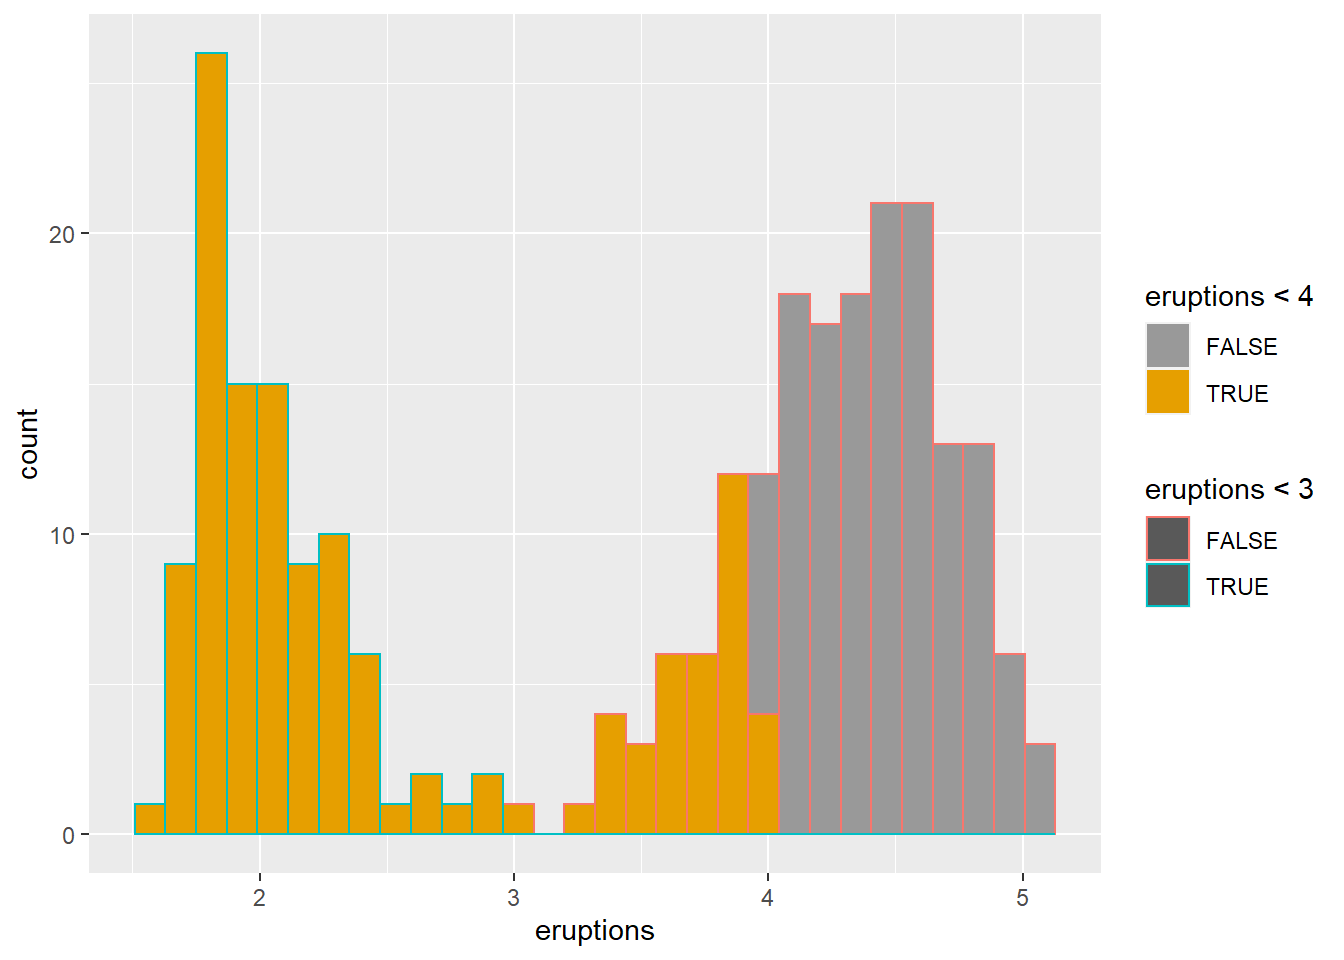 20
10
0
count
2 3 4 5
eruptions
eruptions < 4
FALSE
TRUE
eruptions < 3
FALSE
TRUE